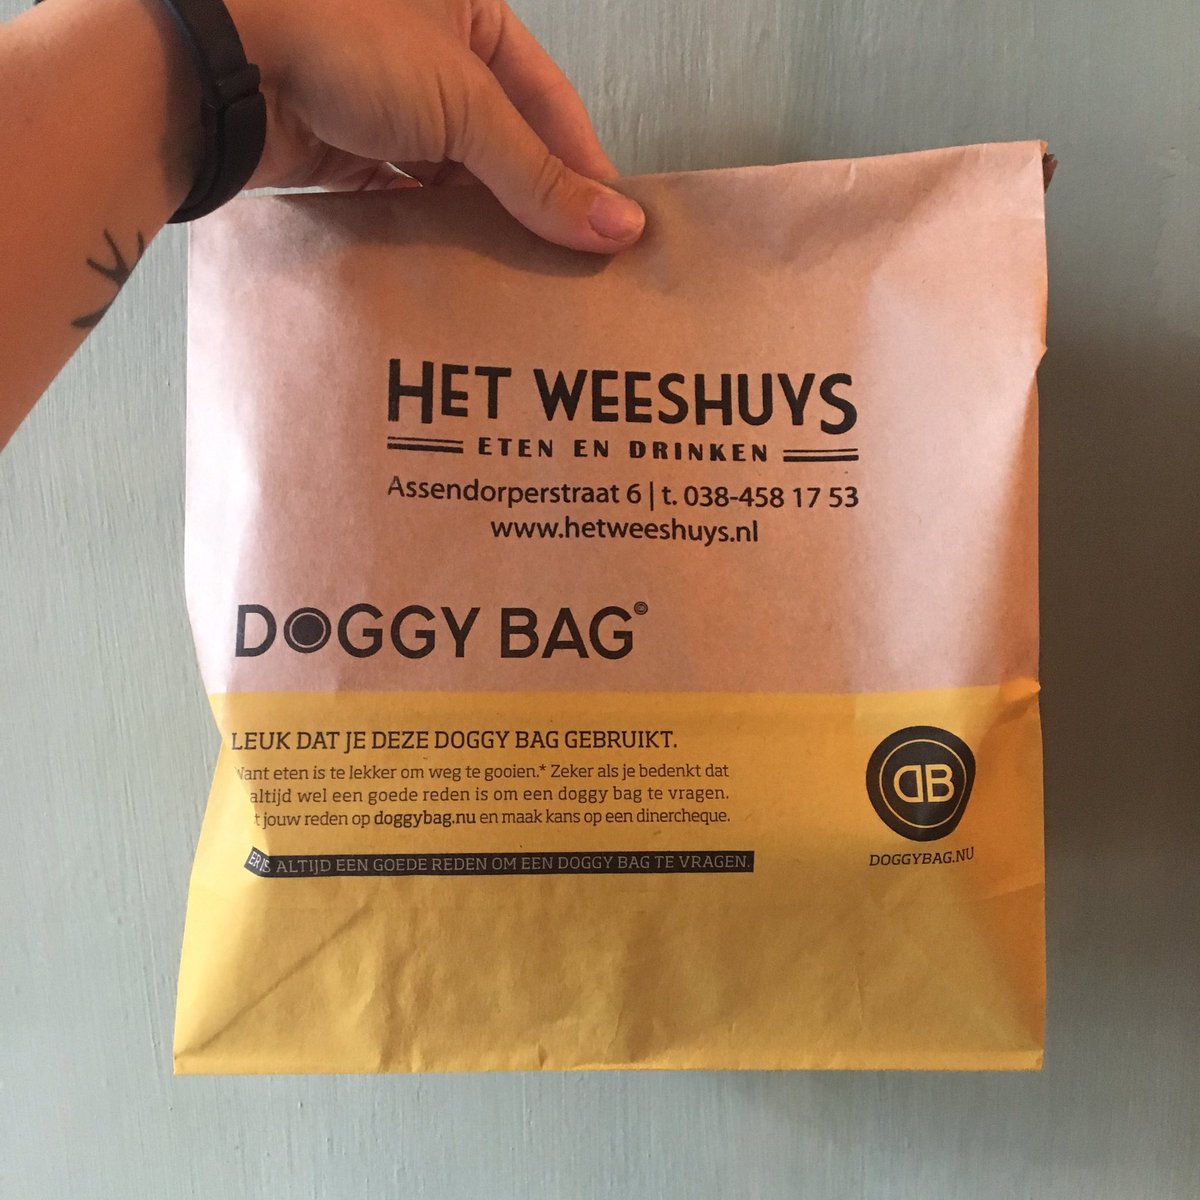 HET WEESHUYS
ETEN EN DRINKEN
Assendorperstraat 6 | t. 038-458 17 53
www.hetweeshuys.nl
DOGGY BAG
LEUK DAT JE DEZE DOGGY BAG GEBRUIKT.
Want eten is te lekker om weg te gooien.* Zeker als je bedenkt dat
altijd wel een goede reden is om een doggy bag te vragen.
jouw reden op doggybag.nu en maak kans op een dinercheque.
ER IS ALTIJD EEN GOEDE REDEN OM EEN DOGGY BAG TE VRAGEN.
DB
DOGGYBAG.NU